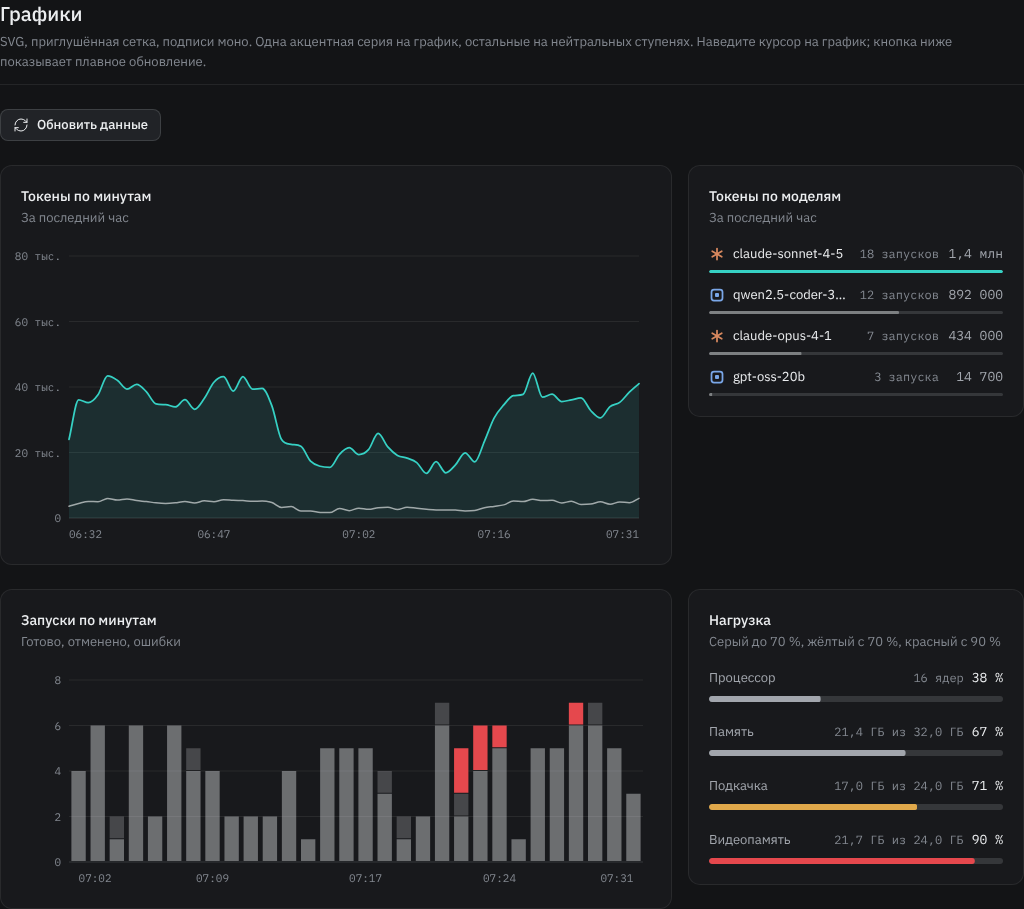 Графики
SVG, приглушённая сетка, подписи моно. Одна акцентная серия на график, остальные на нейтральных ступенях. Наведите курсор на график; кнопка ниже
показывает плавное обновление.
Обновить данные
Токены по минутам
За последний час
80 тыс.
60 тыс.
40 тыс.
20 тыс.
0
06:32 06:47 07:02 07:16 07:31
Токены по моделям
За последний час
claude-sonnet-4-5 18 запусков 1,4 млн
qwen2.5-coder-3… 12 запусков 892 000
claude-opus-4-1 7 запусков 434 000
gpt-oss-20b 3 запуска 14 700
Запуски по минутам
Готово, отменено, ошибки
8
6
4
2
0
07:02 07:09 07:17 07:24 07:31
Нагрузка
Серый до 70 %, жёлтый с 70 %, красный с 90 %
Процессор 16 ядер 38 %
Память 21,4 ГБ из 32,0 ГБ 67 %
Подкачка 17,0 ГБ из 24,0 ГБ 71 %
Видеопамять 21,7 ГБ из 24,0 ГБ 90 %